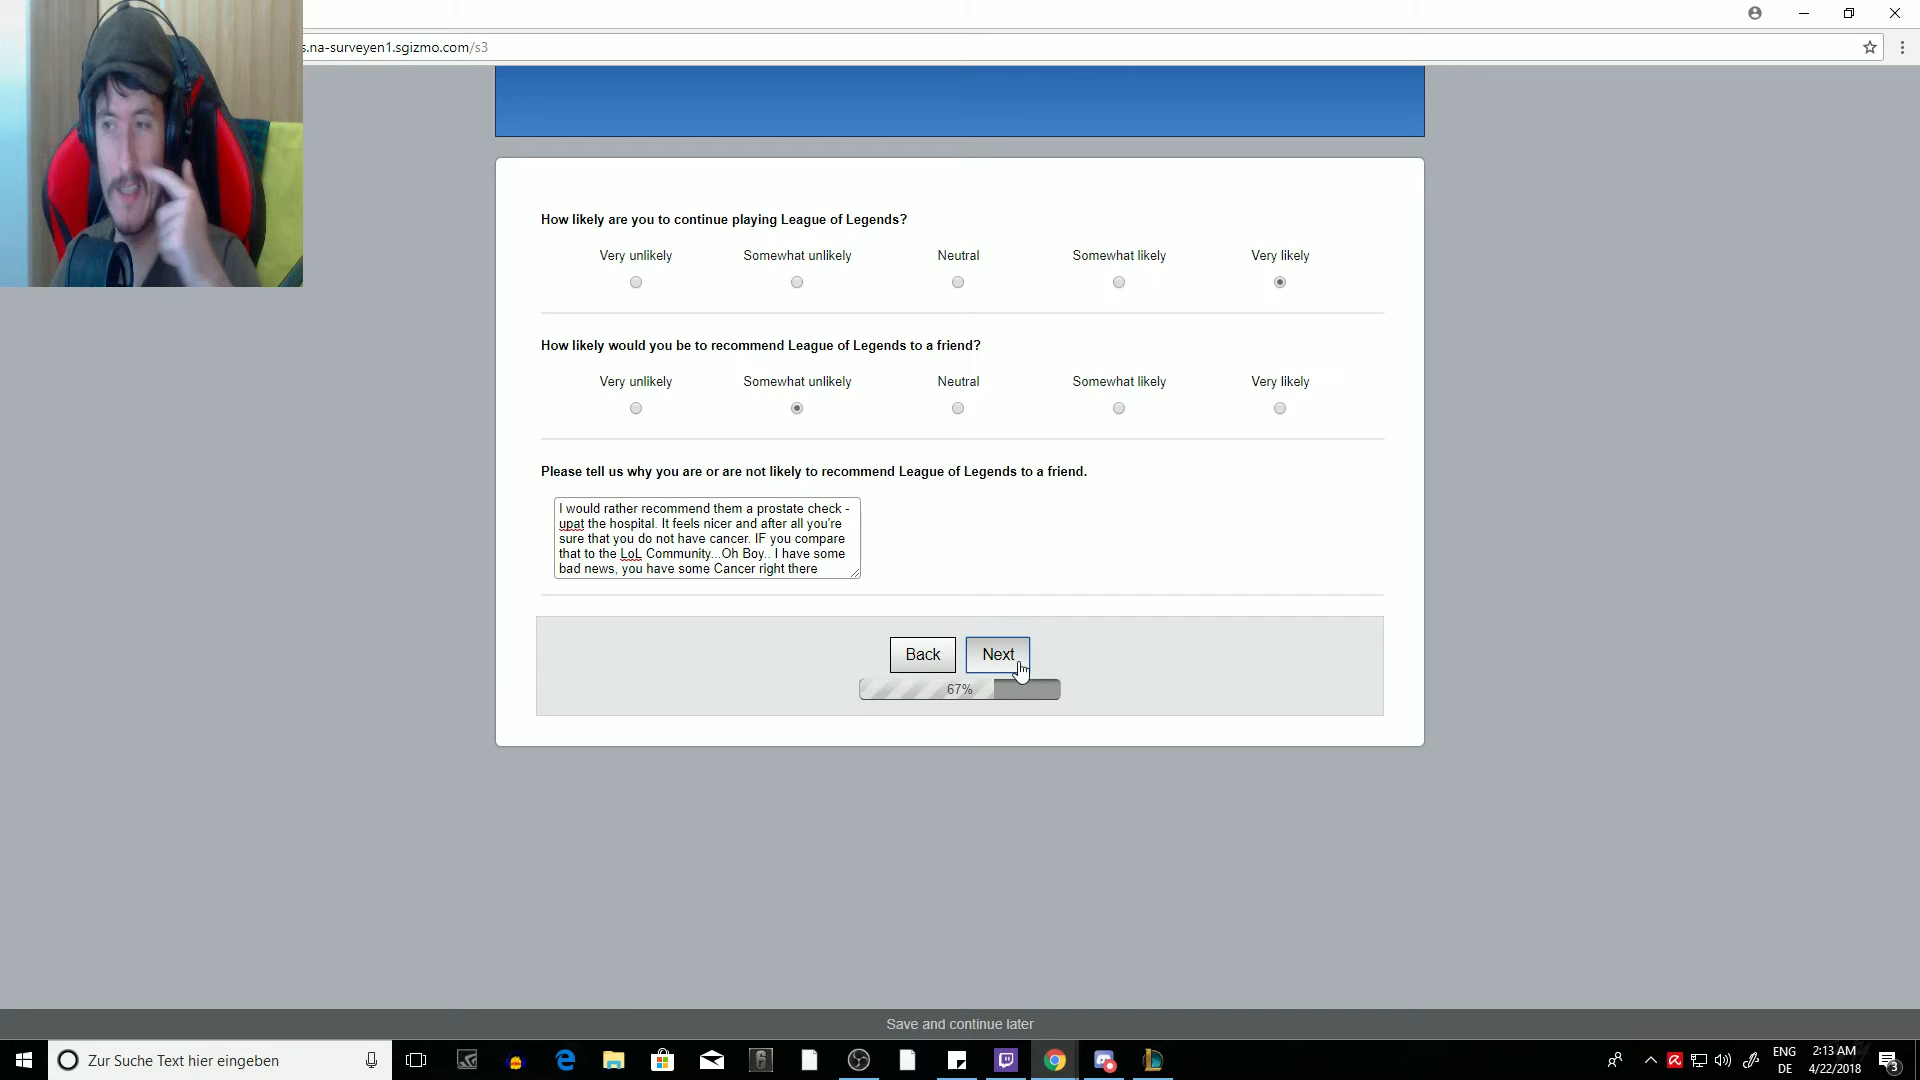 s.na-surveyen1.sgizmo.com/s3
How likely are you to continue playing League of Legends?
Very unlikely Somewhat unlikely Neutral Somewhat likely Very likely
How likely would you be to recommend League of Legends to a friend?
Very unlikely Somewhat unlikely Neutral Somewhat likely Very likely
Please tell us why you are or are not likely to recommend League of Legends to a friend.
I would rather recommend them a prostate check -
upat the hospital. It feels nicer and after all you're
sure that you do not have cancer. IF you compare
that to the LoL Community...Oh Boy.. I have some
bad news, you have some Cancer right there
Back Next
67%
Save and continue later
Zur Suche Text hier eingeben
ENG 2:13 AM
DE 4/22/2018
3